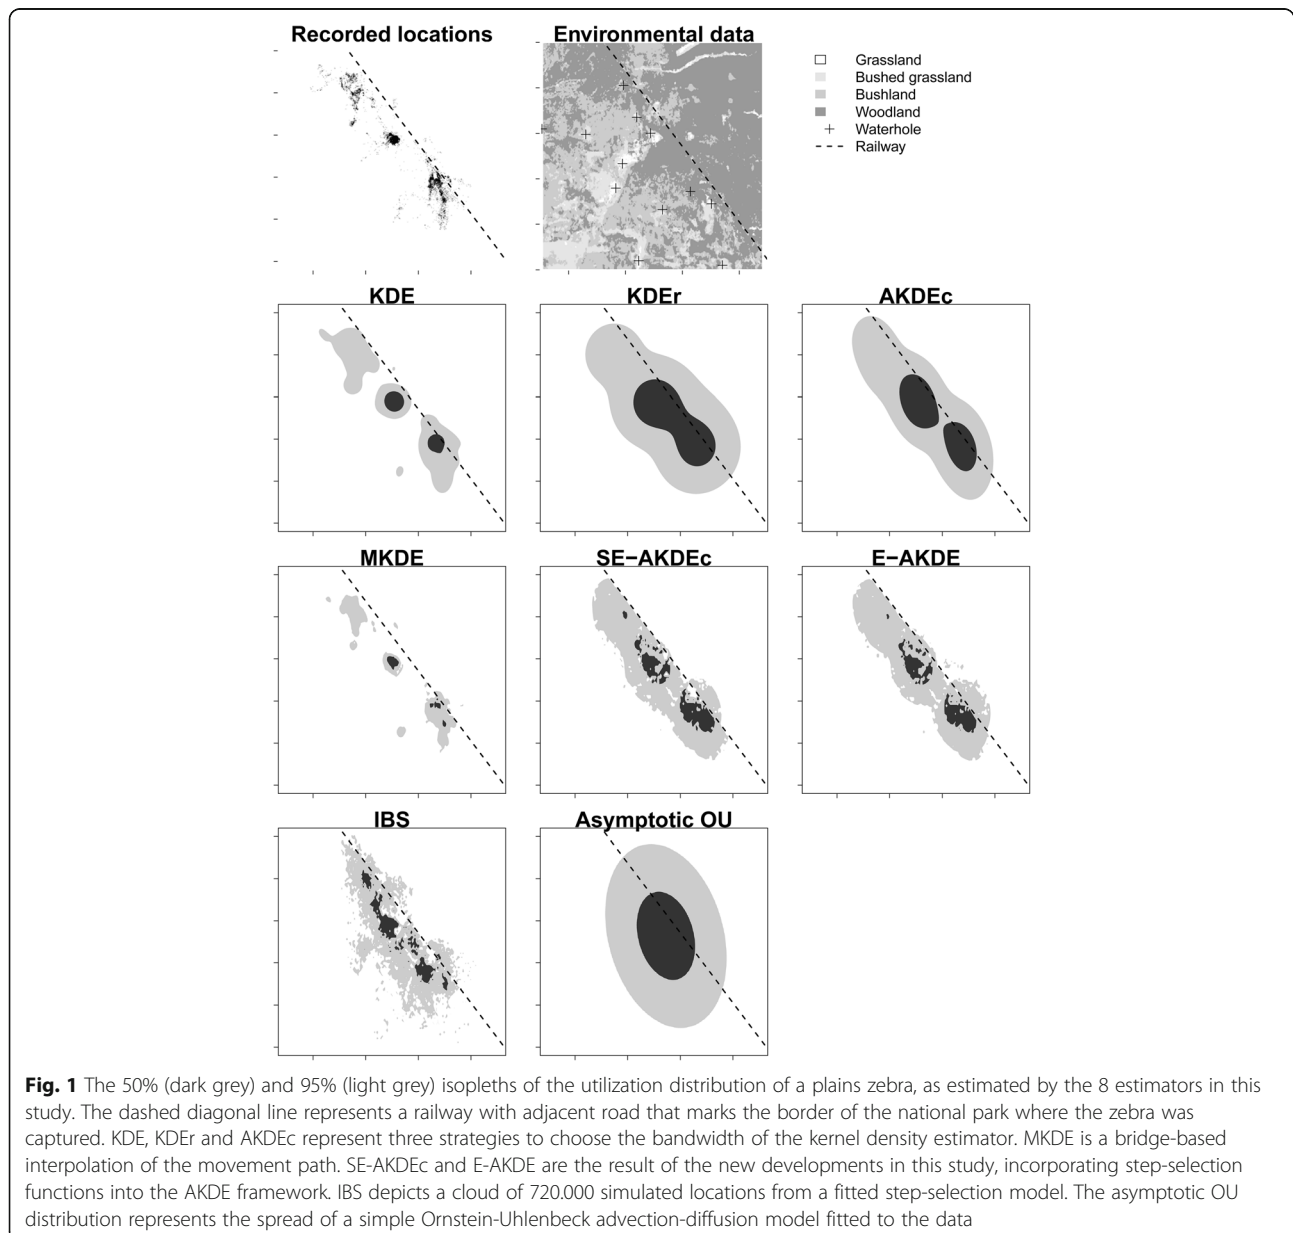 Recorded locations
Environmental data
Grassland
Bushed grassland
Bushland
Woodland
Waterhole
Railway
KDE
KDEr
AKDEc
MKDE
SE−AKDEc
E−AKDE
IBS
Asymptotic OU
Fig. 1 The 50% (dark grey) and 95% (light grey) isopleths of the utilization distribution of a plains zebra, as estimated by the 8 estimators in this
study. The dashed diagonal line represents a railway with adjacent road that marks the border of the national park where the zebra was
captured. KDE, KDEr and AKDEc represent three strategies to choose the bandwidth of the kernel density estimator. MKDE is a bridge-based
interpolation of the movement path. SE-AKDEc and E-AKDE are the result of the new developments in this study, incorporating step-selection
functions into the AKDE framework. IBS depicts a cloud of 720.000 simulated locations from a fitted step-selection model. The asymptotic OU
distribution represents the spread of a simple Ornstein-Uhlenbeck advection-diffusion model fitted to the data